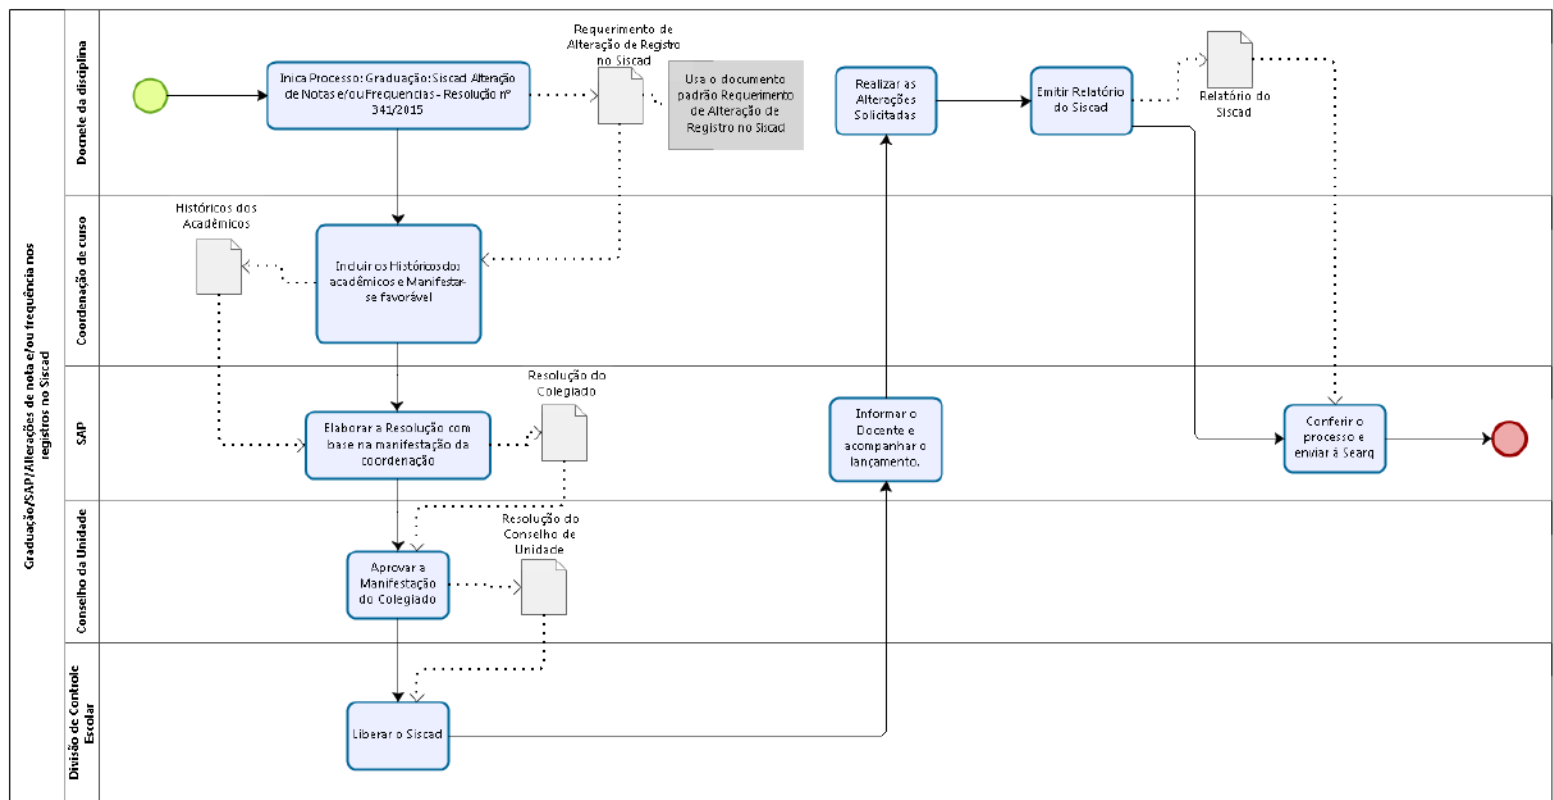 Graduação/SAP/Alterações de nota e/ou frequência nos
registros no Siscad
Docnete da disciplina
Inica Processo: Graduação: Siscad Alteração
de Notas e/ou Frequencias - Resolução nº
341/2015
Requerimento de
Alteração de Registro
no Siscad
Usa o documento
padrão Requerimento
de Alteração de
Registro no Siscad
Realizar as
Alterações
Solicitadas
Emitir Relatório
do Siscad
Relatório do
Siscad
Coordenação de curso
Históricos dos
Acadêmicos
Incluir os Históricos dos
acadêmicos e Manifestar-
se favorável
SAP
Elaborar a Resolução com
base na manifestação da
coordenação
Resolução do
Colegiado
Informar o
Docente e
acompanhar o
lançamento.
Conferir o
processo e
enviar á Searq
Conselho da Unidade
Aprovar a
Manifestação
do Colegiado
Resolução do
Conselho de
Unidade
Divisão de Controle
Escolar
Liberar o Siscad